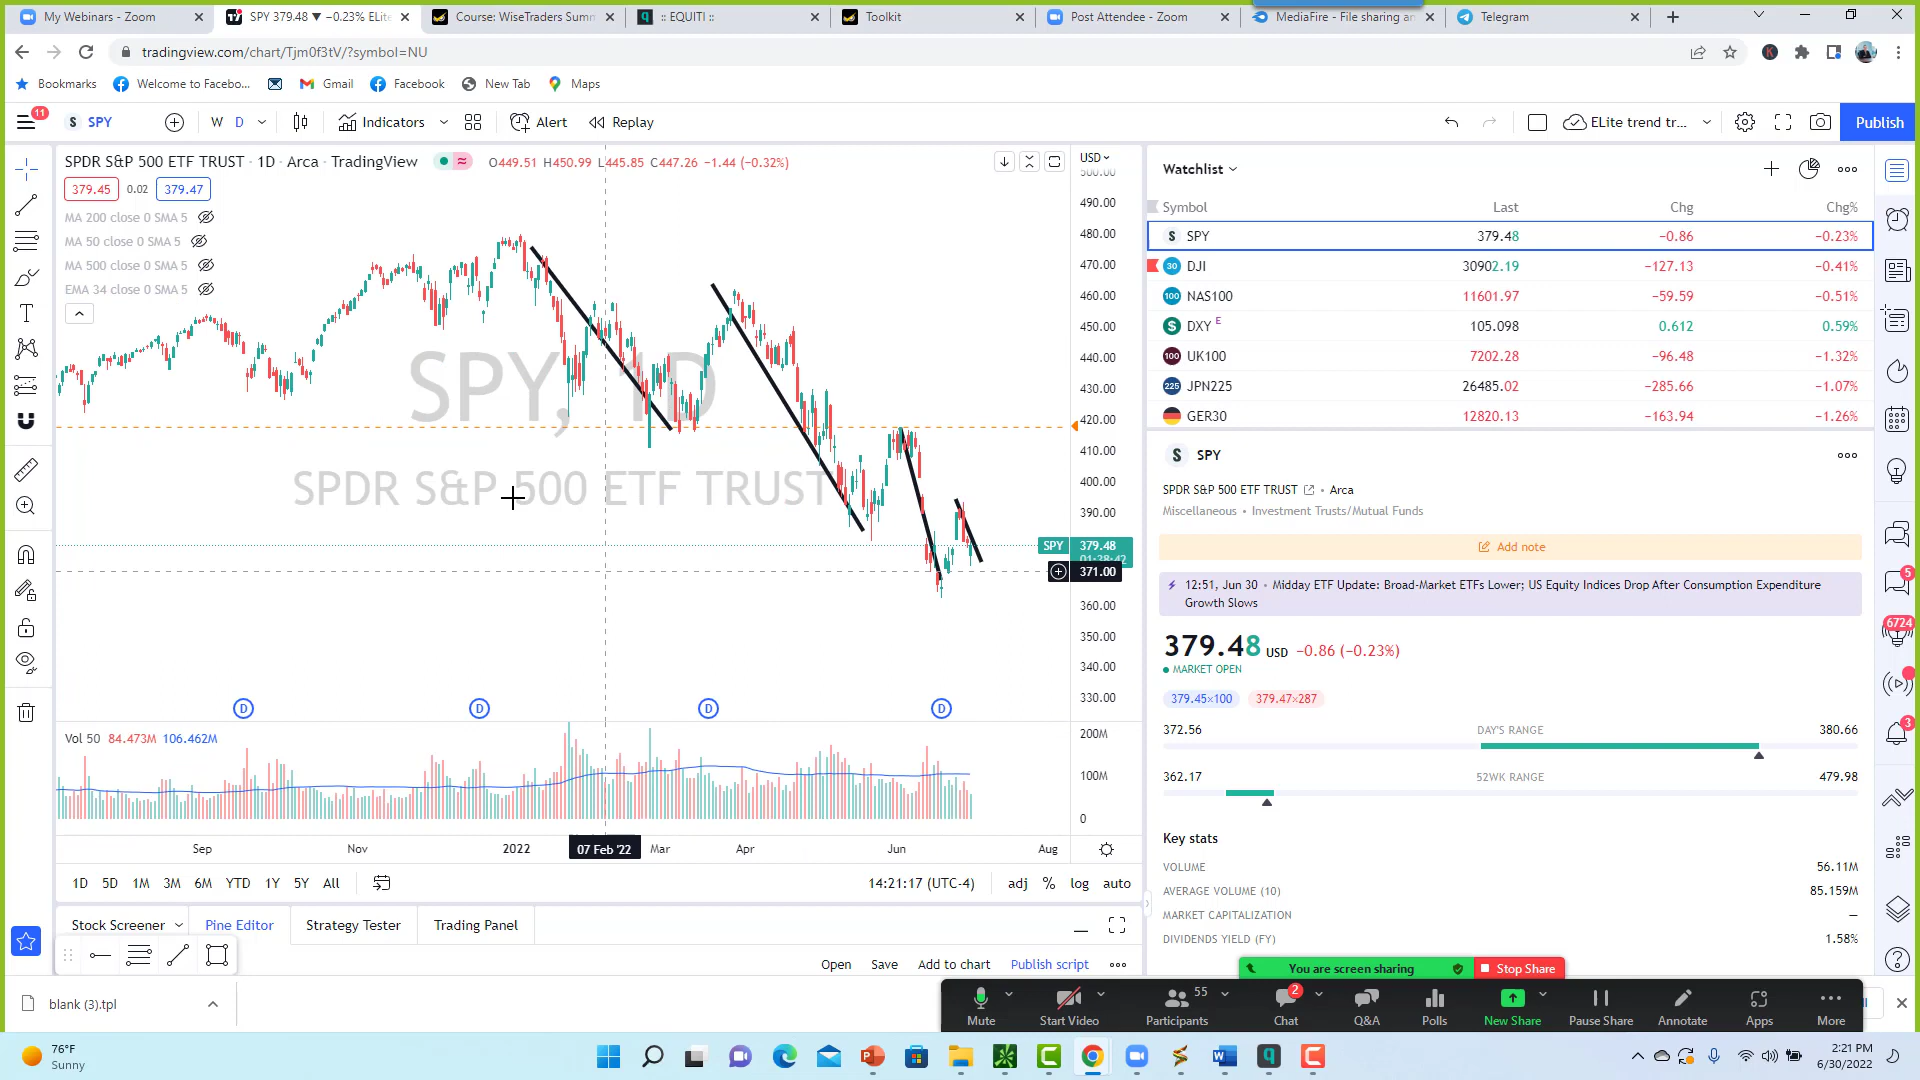 My Webinars - Zoom
SPY 379.48 ▼ −0.23% ELite
Course: WiseTraders Summ
:: EQUITI ::
Toolkit
Post Attendee - Zoom
MediaFire - File sharing an
Telegram
tradingview.com/chart/Tjm0f3tV/?symbol=NU
Bookmarks
Welcome to Facebo...
Gmail
Facebook
New Tab
Maps
11
SPY
W D
Indicators
Alert
Replay
ELite trend tr...
Publish
SPDR S&P 500 ETF TRUST · 1D · Arca · TradingView
O449.51 H450.99 L445.85 C447.26 −1.44 (−0.32%)
379.45 0.02 379.47
MA 200 close 0 SMA 5
MA 50 close 0 SMA 5
MA 500 close 0 SMA 5
EMA 34 close 0 SMA 5
SPY, 1D
SPDR S&P 500 ETF TRUST
USD
500.00
490.00
480.00
470.00
460.00
450.00
440.00
430.00
420.00
410.00
400.00
390.00
SPY 379.48
01:38:42
371.00
360.00
350.00
340.00
330.00
D D D D
Vol 50 84.473M 106.462M
200M
100M
0
Sep Nov 2022 07 Feb '22 Mar Apr Jun Aug
1D 5D 1M 3M 6M YTD 1Y 5Y All
14:21:17 (UTC-4) adj % log auto
Stock Screener Pine Editor Strategy Tester Trading Panel
Open Save Add to chart Publish script
Watchlist
Symbol Last Chg Chg%
S SPY 379.48 −0.86 −0.23%
30 DJI 30902.19 −127.13 −0.41%
100 NAS100 11601.97 −59.59 −0.51%
$ DXY E 105.098 0.612 0.59%
100 UK100 7202.28 −96.48 −1.32%
225 JPN225 26485.02 −285.66 −1.07%
GER30 12820.13 −163.94 −1.26%
S SPY
SPDR S&P 500 ETF TRUST • Arca
Miscellaneous • Investment Trusts/Mutual Funds
Add note
12:51, Jun 30 • Midday ETF Update: Broad-Market ETFs Lower; US Equity Indices Drop After Consumption Expenditure
Growth Slows
379.48 USD −0.86 (−0.23%)
MARKET OPEN
379.45×100 379.47×287
372.56 DAY'S RANGE 380.66
362.17 52WK RANGE 479.98
Key stats
VOLUME 56.11M
AVERAGE VOLUME (10) 85.159M
MARKET CAPITALIZATION —
DIVIDENDS YIELD (FY) 1.58%
5
6724
3
You are screen sharing
Stop Share
Mute
Start Video
55
Participants
2
Chat
Q&A
Polls
New Share
Pause Share
Annotate
Apps
More
blank (3).tpl
76°F
Sunny
2:21 PM
6/30/2022